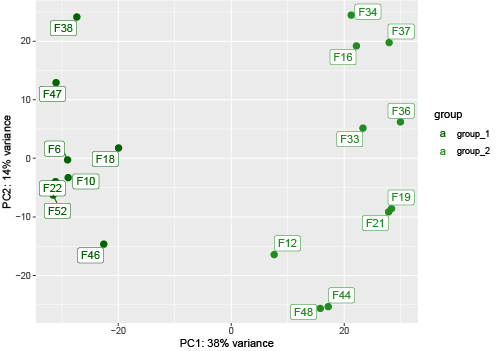 F34
F38
F37
20
F16
F47
10
F36
F33
F6
F18
0
F10
F22
F19
F52
−10
F21
F12
F46
−20
F44
F48
−20
0
20
PC1: 38% variance
PC2: 14% variance
group
a group_1
a group_2